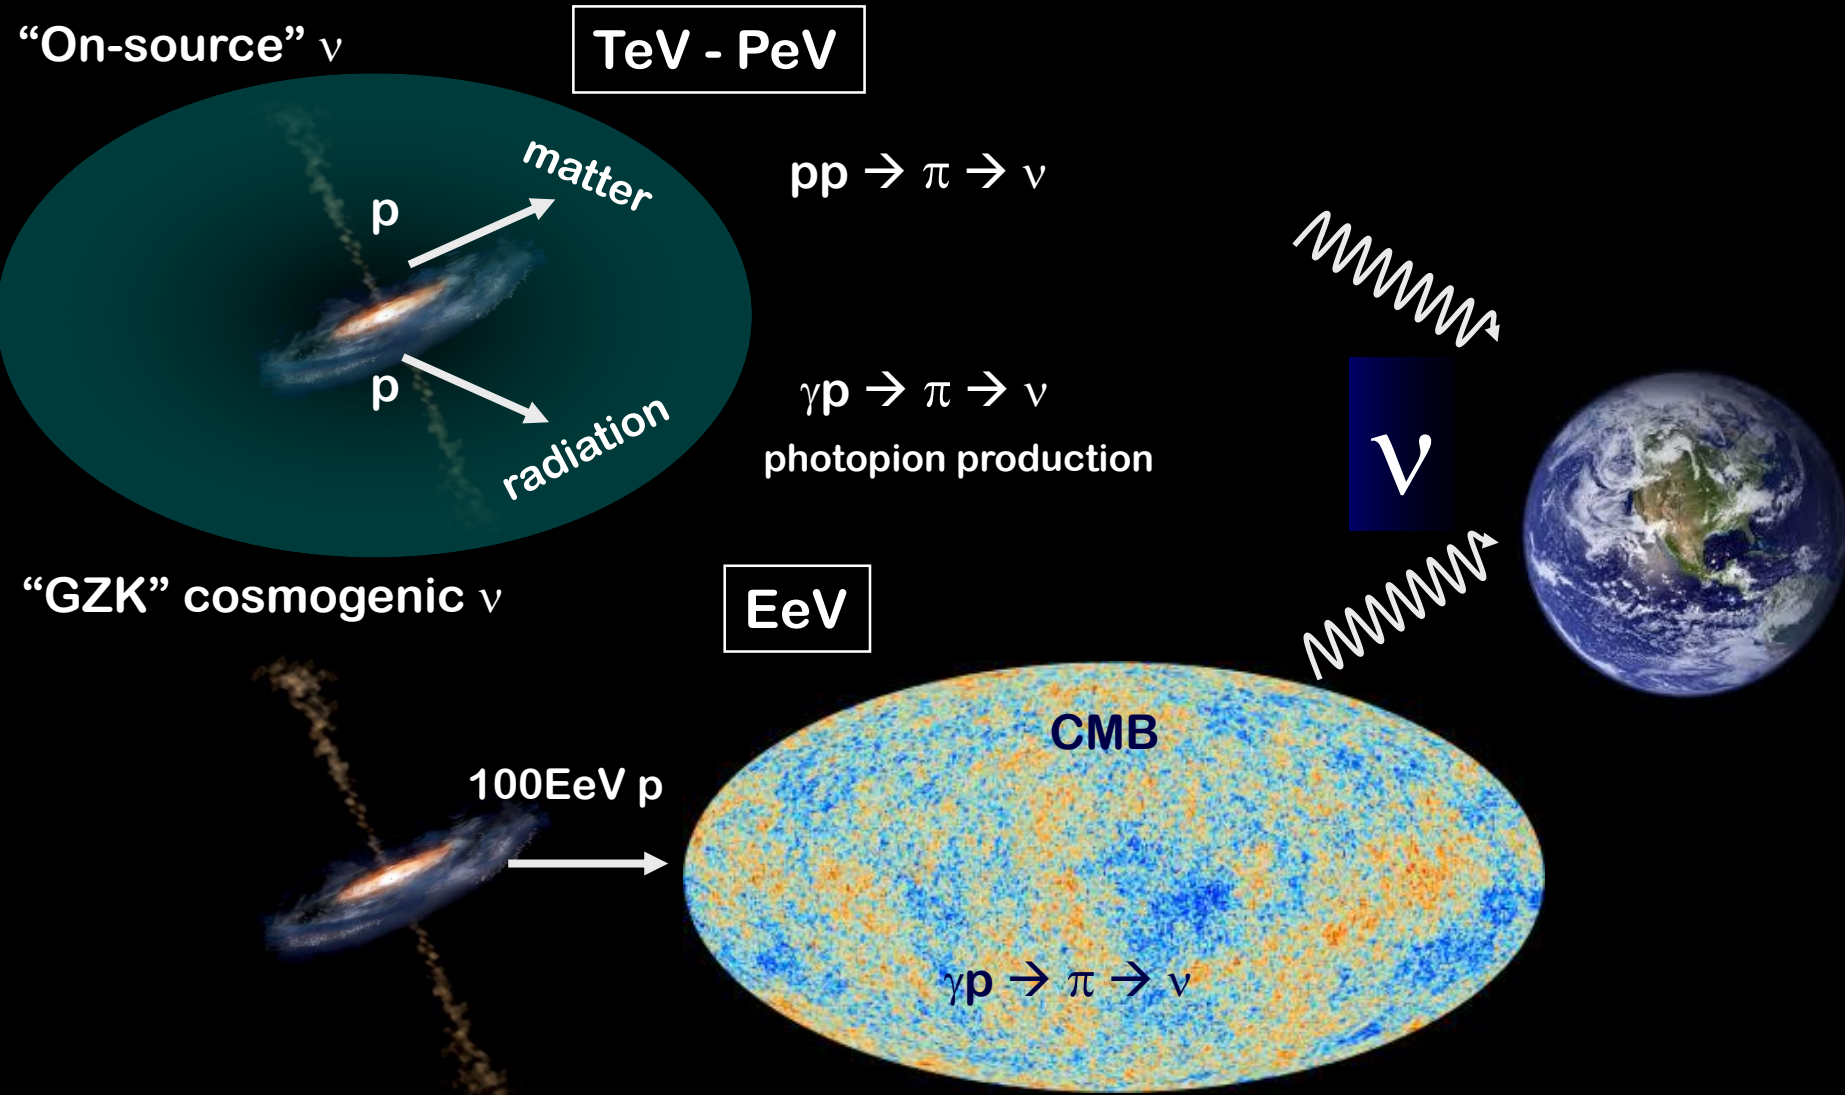 “On-source” ν
TeV - PeV
matter
p
pp → π → ν
p
radiation
γp → π → ν
photopion production
ν
“GZK” cosmogenic ν
EeV
100EeV p
CMB
γp → π → ν